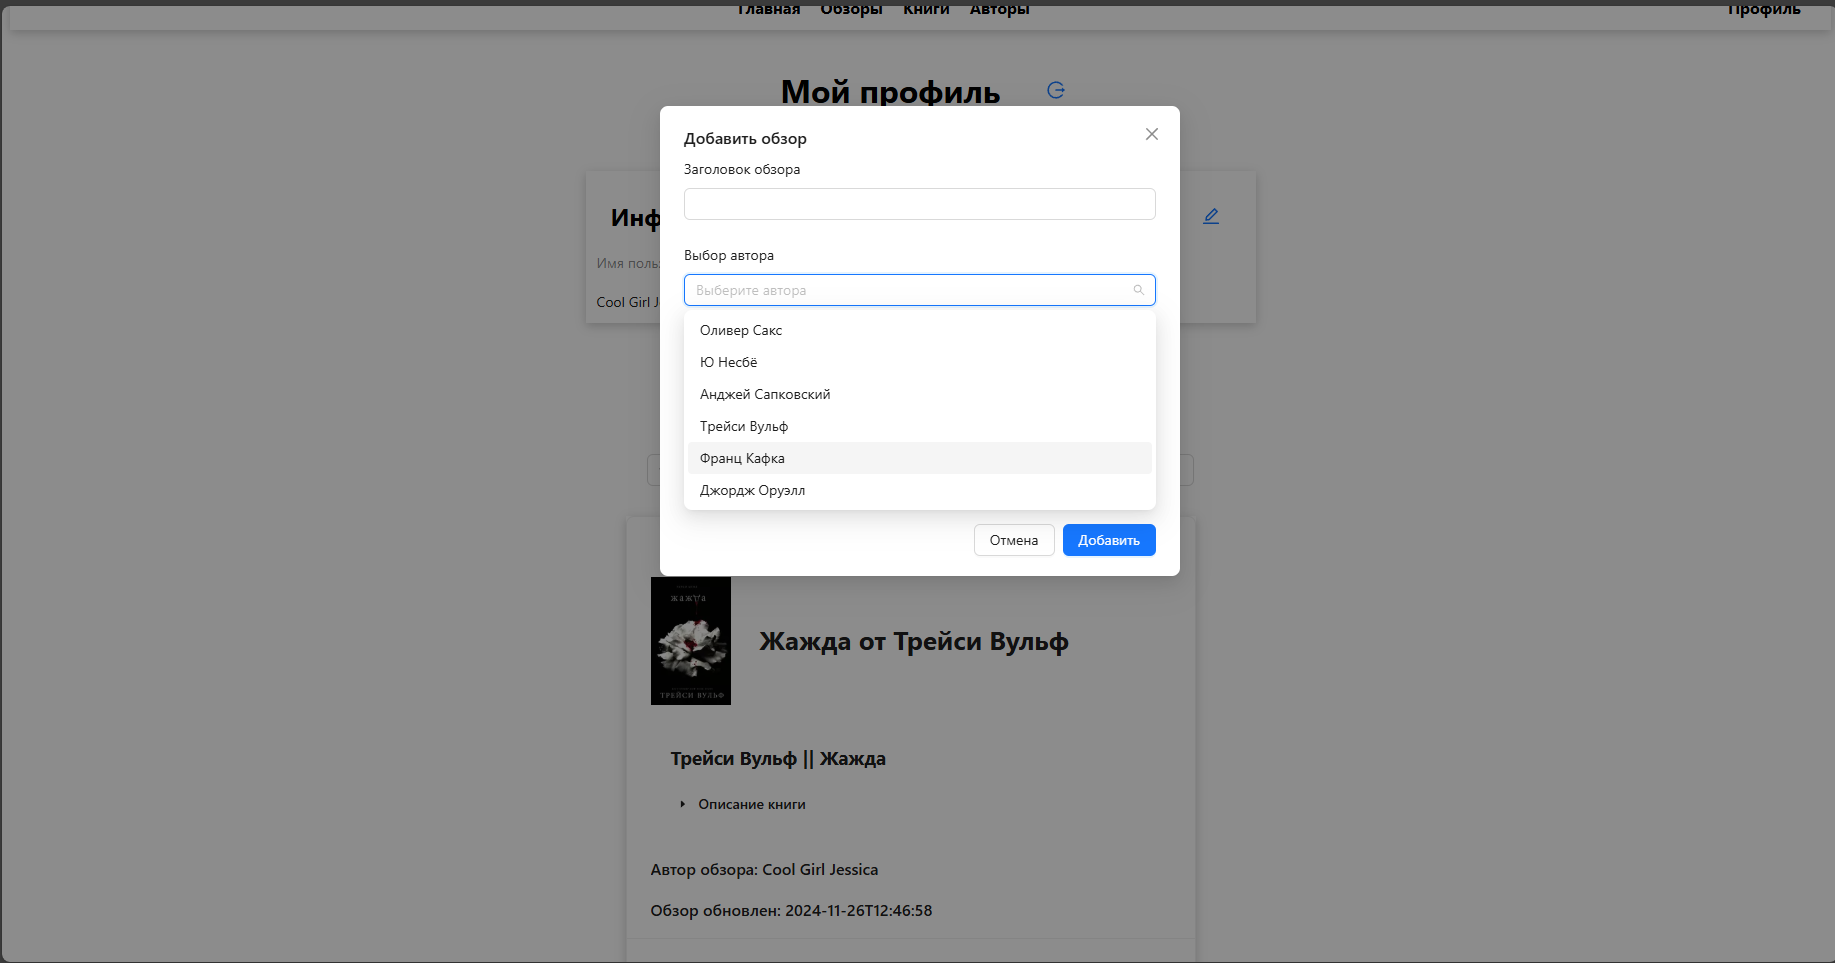 Главная Обзоры Книги Авторы Профиль
Мой профиль
Добавить обзор
Заголовок обзора
Инф
Выбор автора
Имя поль
Выберите автора
Cool Girl J
Оливер Сакс
Ю Несбё
Анджей Сапковский
Трейси Вульф
Франц Кафка
Джордж Оруэлл
Отмена Добавить
жажда
ТРЕЙСИ ВУЛЬФ
Жажда от Трейси Вульф
Трейси Вульф || Жажда
Описание книги
Автор обзора: Cool Girl Jessica
Обзор обновлен: 2024-11-26T12:46:58